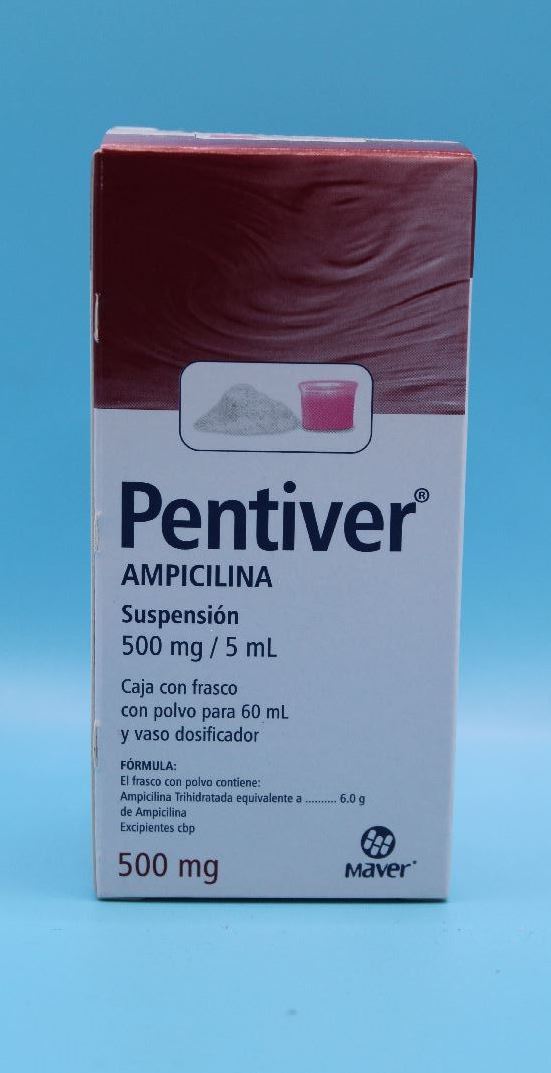 Pentiver®
AMPICILINA
Suspensión
500 mg / 5 mL
Caja con frasco
con polvo para 60 mL
y vaso dosificador
FÓRMULA:
El frasco con polvo contiene:
Ampicilina Trihidratada equivalente a .......... 6.0 g
de Ampicilina
Excipientes cbp
500 mg
Maver